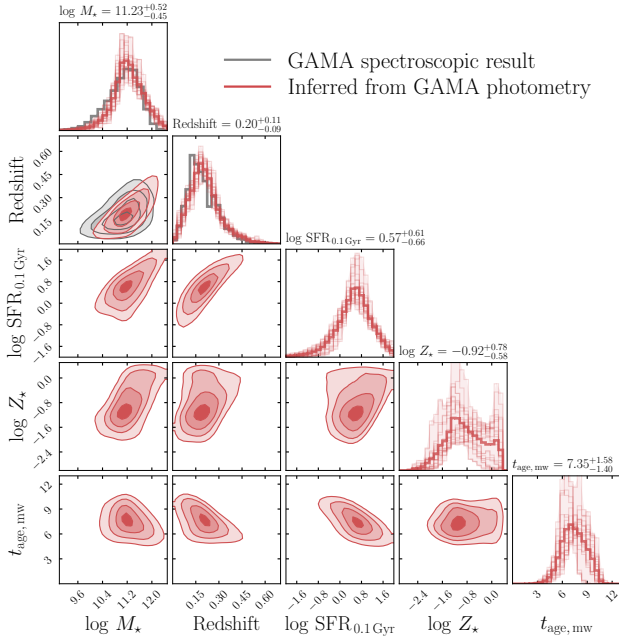 log M⋆ = 11.23+0.52−0.45
GAMA spectroscopic result
Inferred from GAMA photometry
Redshift = 0.20+0.11−0.09
0.60
0.45
0.30
0.15
Redshift
log SFR0.1 Gyr = 0.57+0.61−0.66
1.6
0.8
0.0
−0.8
−1.6
log SFR0.1 Gyr
log Z⋆ = −0.92+0.78−0.58
0.0
−0.8
−1.6
−2.4
log Z⋆
tage, mw = 7.35+1.58−1.40
12
9
6
3
tage, mw
9.6 10.4 11.2 12.0 0.15 0.30 0.45 0.60 −1.6 −0.8 0.0 0.8 1.6 −2.4 −1.6 −0.8 0.0 3 6 9 12
log M⋆ Redshift log SFR0.1 Gyr log Z⋆ tage, mw